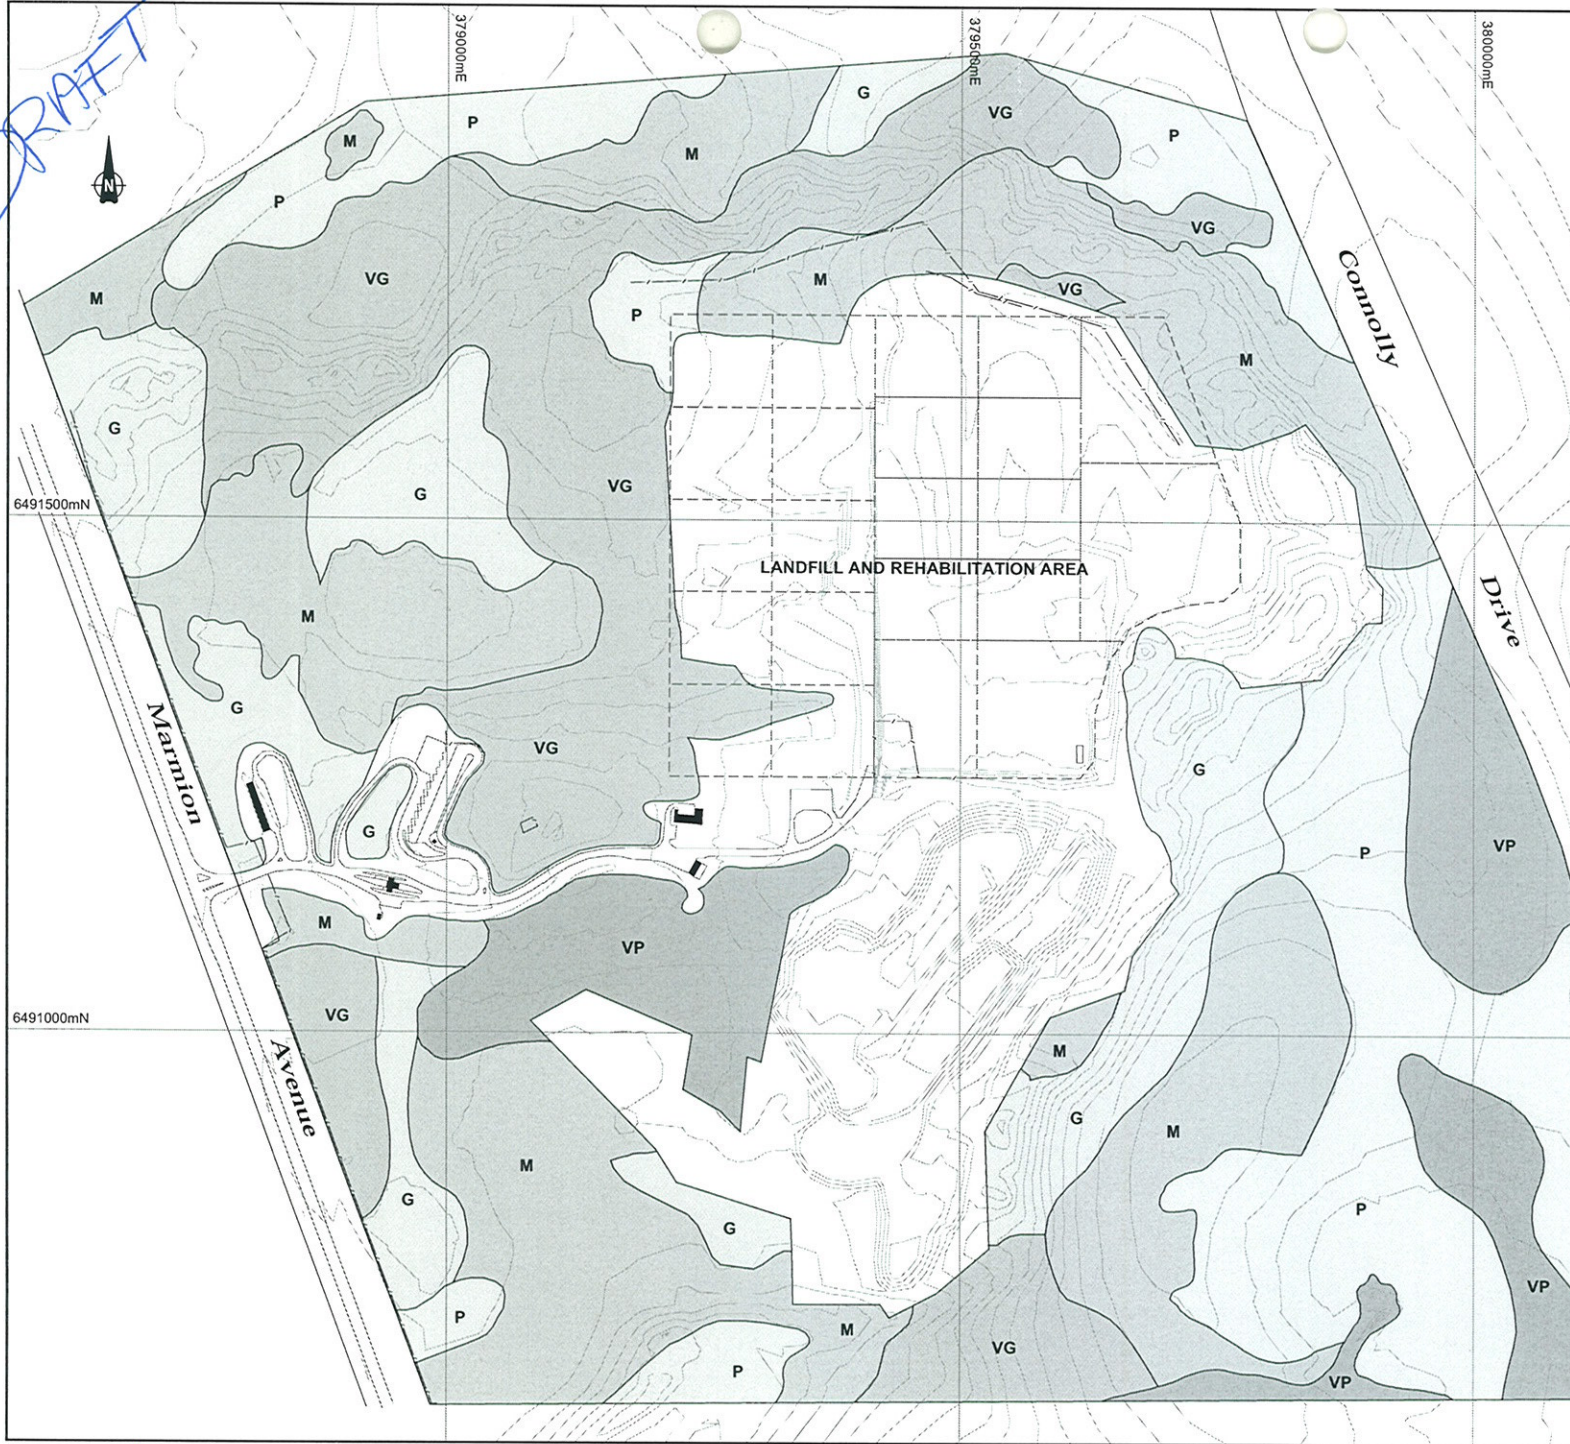 DRAFT
N
379000mE
379500mE
380000mE
G
P
VG
P
M
M
P
VG
VG
M
VG
M
P
Connolly
M
G
G
VG
6491500mN
LANDFILL AND REHABILITATION AREA
Drive
M
G
Marmion
VG
G
G
VP
P
M
VP
VG
6491000mN
Avenue
M
G
M
M
G
P
G
VP
P
M
VG
P
VP